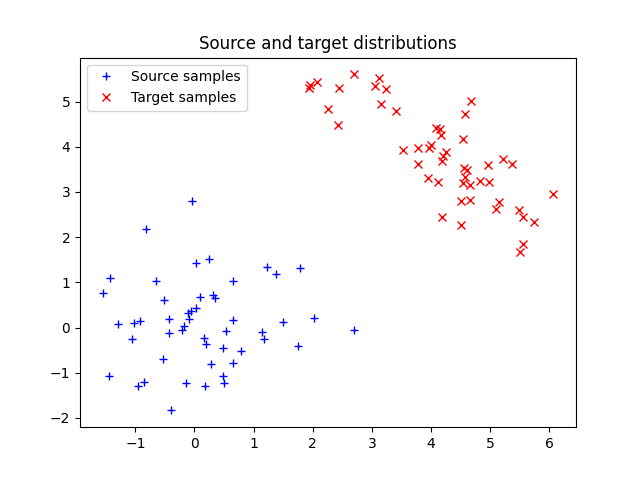 Source and target distributions
Source samples
Target samples
5
4
3
2
1
0
−1
−2
−1 0 1 2 3 4 5 6